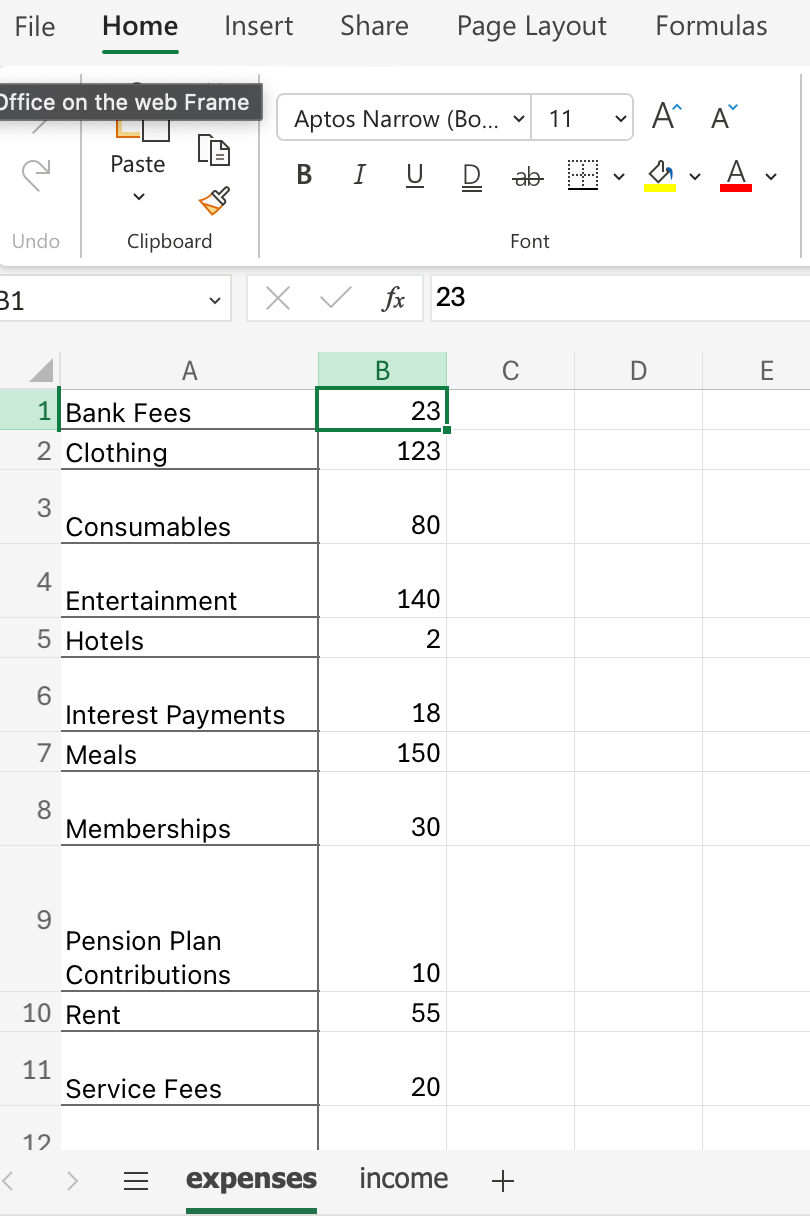 File Home Insert Share Page Layout Formulas
Office on the web Frame
Aptos Narrow (Bo... 11 A A
Paste
B I U D ab A
Undo Clipboard Font
B1 fx 23
A B C D E
1 Bank Fees 23
2 Clothing 123
3 Consumables 80
4 Entertainment 140
5 Hotels 2
6 Interest Payments 18
7 Meals 150
8 Memberships 30
9 Pension Plan
Contributions 10
10 Rent 55
11 Service Fees 20
12
expenses income